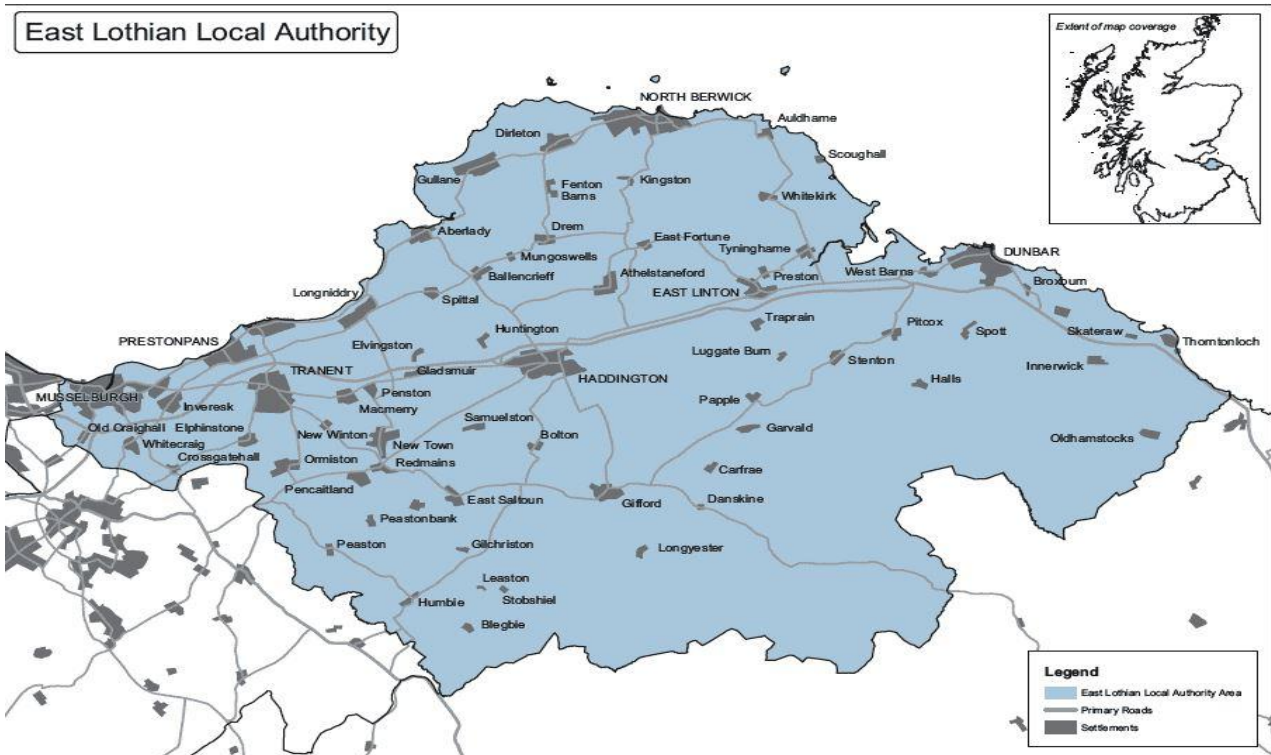 East Lothian Local Authority
Extent of map coverage
NORTH BERWICK
Auldhame
Dirleton
Scoughall
Gullane
Fenton
Barns
Kingston
Whitekirk
Aberlady
Drem
East Fortune
Tyninghame
DUNBAR
Mungoswells
Ballencrieff
Athelstaneford
Preston
West Barns
EAST LINTON
Broxburn
Longniddry
Spittal
Traprain
Pitcox
Spott
Skateraw
Thorntonloch
PRESTONPANS
Huntington
Elvingston
Luggate Burn
Stenton
Innerwick
TRANENT
Gladsmuir
HADDINGTON
Halls
MUSSELBURGH
Penston
Macmerry
Papple
Inveresk
Old Craighall
Elphinstone
Samuelston
Garvald
Whitecraig
New Winton
New Town
Bolton
Oldhamstocks
Crossgatehall
Ormiston
Redmains
Carfrae
Pencaitland
East Saltoun
Gifford
Danskine
Peastonbank
Peaston
Gilchriston
Longyester
Leaston
Humbie
Stobshiel
Blegbie
Legend
East Lothian Local Authority Area
Primary Roads
Settlements